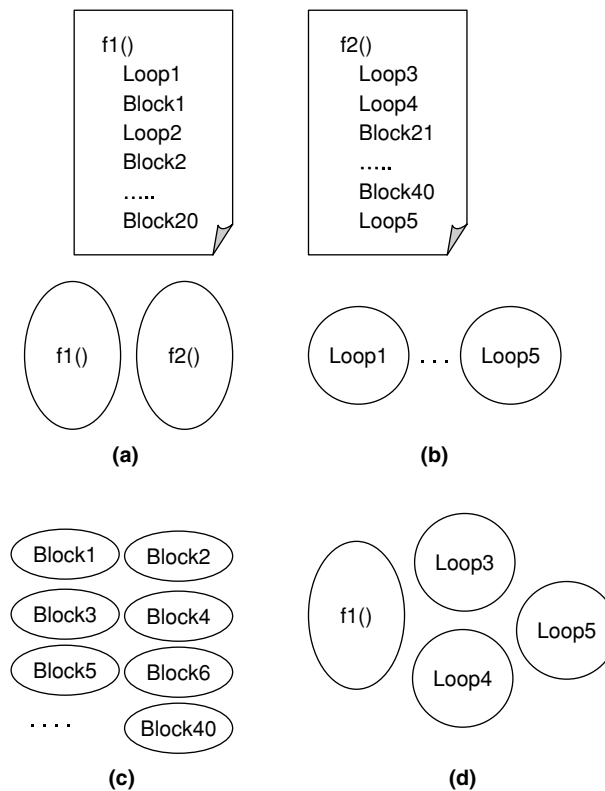 f1()
Loop1
Block1
Loop2
Block2
.....
Block20
f2()
Loop3
Loop4
Block21
.....
Block40
Loop5
f1()
f2()
(a)
Loop1
. . .
Loop5
(b)
Block1
Block2
Block3
Block4
Block5
Block6
. . . .
Block40
(c)
f1()
Loop3
Loop4
Loop5
(d)